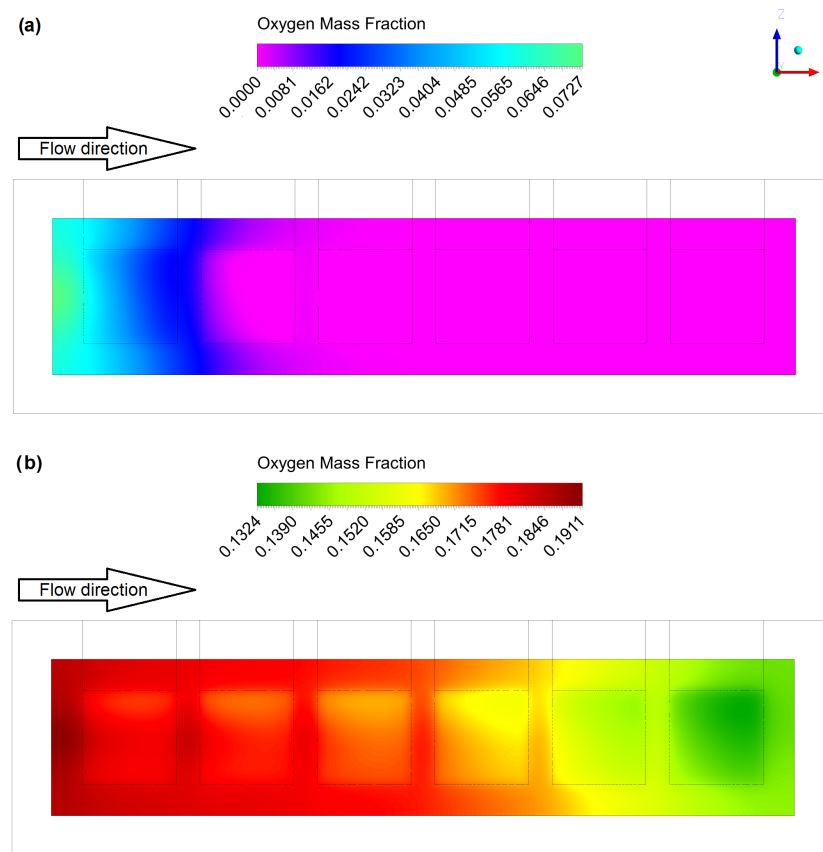 (a)
Oxygen Mass Fraction
0.0000 0.0081 0.0162 0.0242 0.0323 0.0404 0.0485 0.0565 0.0646 0.0727
Z
Flow direction
(b)
Oxygen Mass Fraction
0.1324 0.1390 0.1455 0.1520 0.1585 0.1650 0.1715 0.1781 0.1846 0.1911
Flow direction